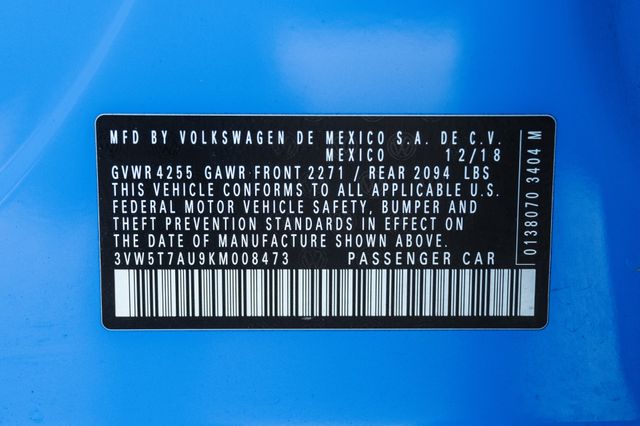 MFD BY VOLKSWAGEN DE MEXICO S.A. DE C.V.
MEXICO 12/18
GVWR 4255 GAWR FRONT 2271 / REAR 2094 LBS
THIS VEHICLE CONFORMS TO ALL APPLICABLE U.S.
FEDERAL MOTOR VEHICLE SAFETY, BUMPER AND
THEFT PREVENTION STANDARDS IN EFFECT ON
THE DATE OF MANUFACTURE SHOWN ABOVE.
3VW5T7AU9KM008473 PASSENGER CAR
0138070 3404 M